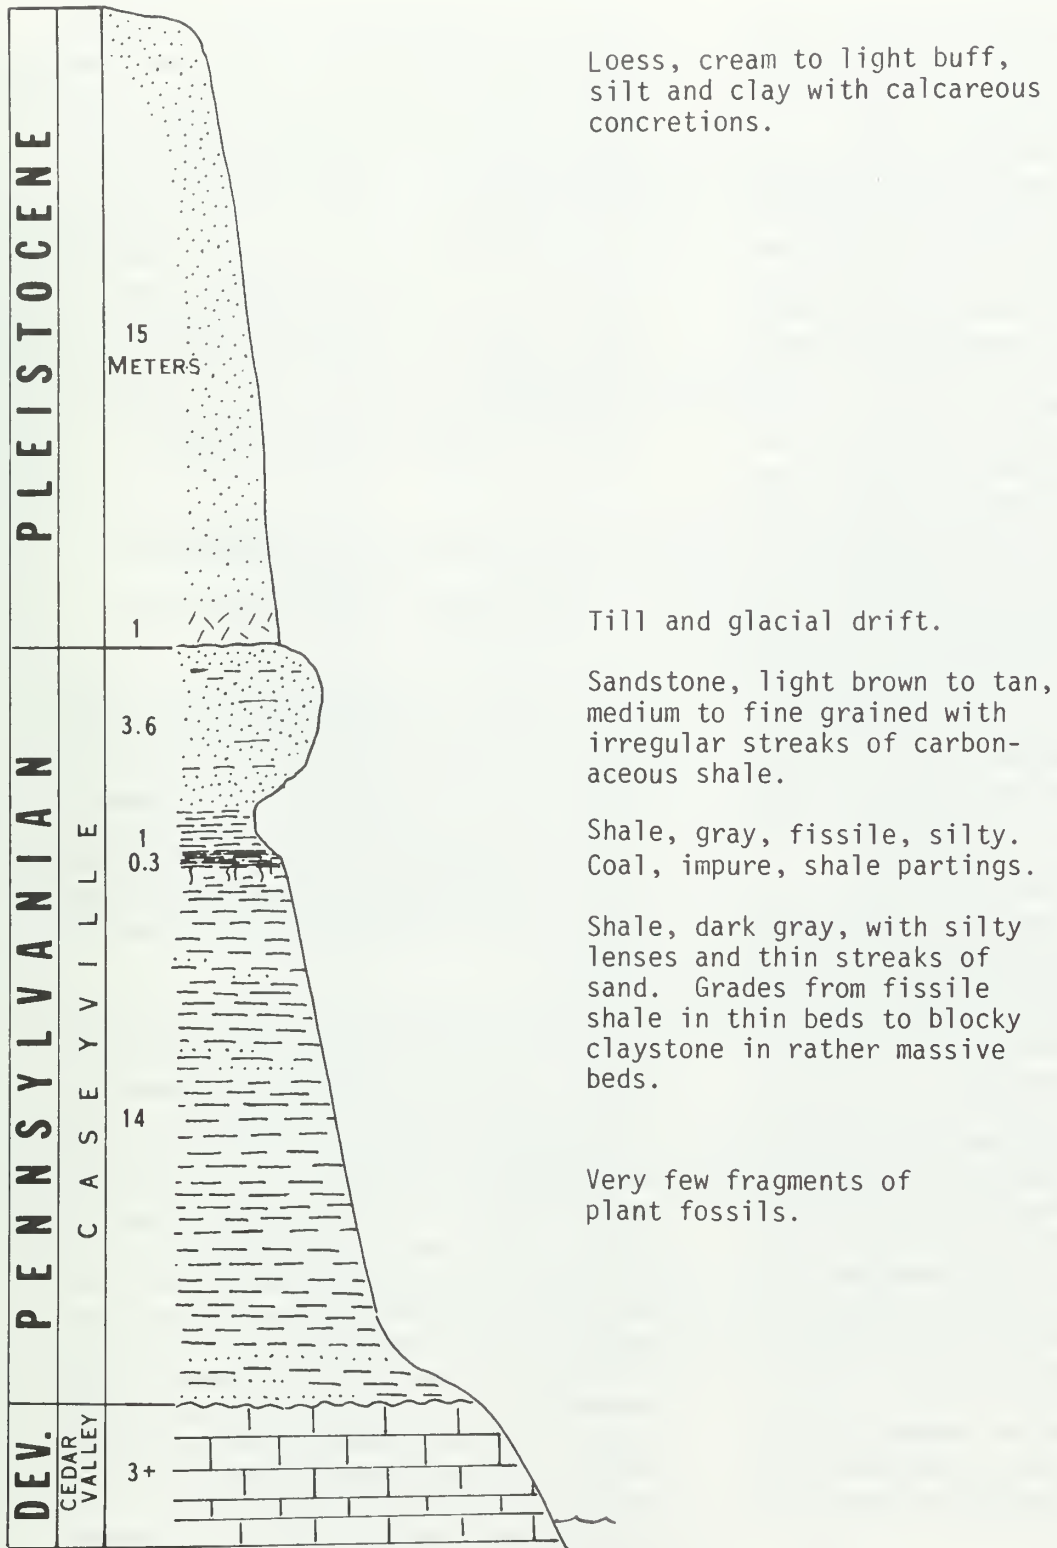 PLEISTOCENE
15
METERS
1
Loess, cream to light buff,
silt and clay with calcareous
concretions.
Till and glacial drift.
PENNSYLVANIAN
CASEYVILLE
3.6
1
0.3
14
Sandstone, light brown to tan,
medium to fine grained with
irregular streaks of carbon-
aceous shale.
Shale, gray, fissile, silty.
Coal, impure, shale partings.
Shale, dark gray, with silty
lenses and thin streaks of
sand. Grades from fissile
shale in thin beds to blocky
claystone in rather massive
beds.
Very few fragments of
plant fossils.
DEV.
CEDAR
VALLEY
3+